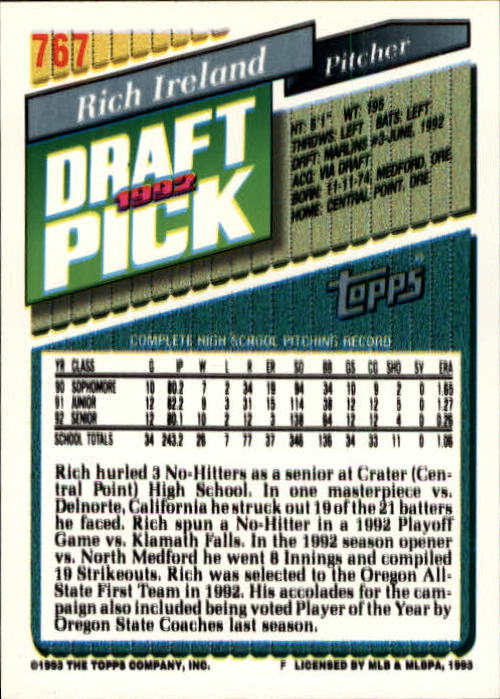 767
Rich Ireland
Pitcher
DRAFT
1992
PICK
HT: 6'1" WT: 195
THROWS: LEFT BATS: LEFT
DRFT: MARLINS #3-JUNE, 1992
ACQ: VIA DRAFT
BORN: 11-11-74 MEDFORD, ORE
HOME: CENTRAL POINT, ORE
Topps
COMPLETE HIGH SCHOOL PITCHING RECORD
YR CLASS G IP W L R ER SO BB GS CG SHO SV ERA
90 SOPHOMORE 10 80.2 7 2 34 19 94 34 10 9 2 0 1.65
91 JUNIOR 12 82.2 9 3 31 15 114 38 12 12 5 0 1.27
92 SENIOR 12 80.1 10 2 12 3 138 64 12 12 4 0 0.26
SCHOOL TOTALS 34 243.2 26 7 77 37 346 136 34 33 11 0 1.06
Rich hurled 3 No-Hitters as a senior at Crater (Cen-
tral Point) High School. In one masterpiece vs.
Delnorte, California he struck out 19 of the 21 batters
he faced. Rich spun a No-Hitter in a 1992 Playoff
Game vs. Klamath Falls. In the 1992 season opener
vs. North Medford he went 8 Innings and compiled
19 Strikeouts. Rich was selected to the Oregon All-
State First Team in 1992. His accolades for the cam-
paign also included being voted Player of the Year by
Oregon State Coaches last season.
©1993 THE TOPPS COMPANY, INC. F LICENSED BY MLB & MLBPA, 1993